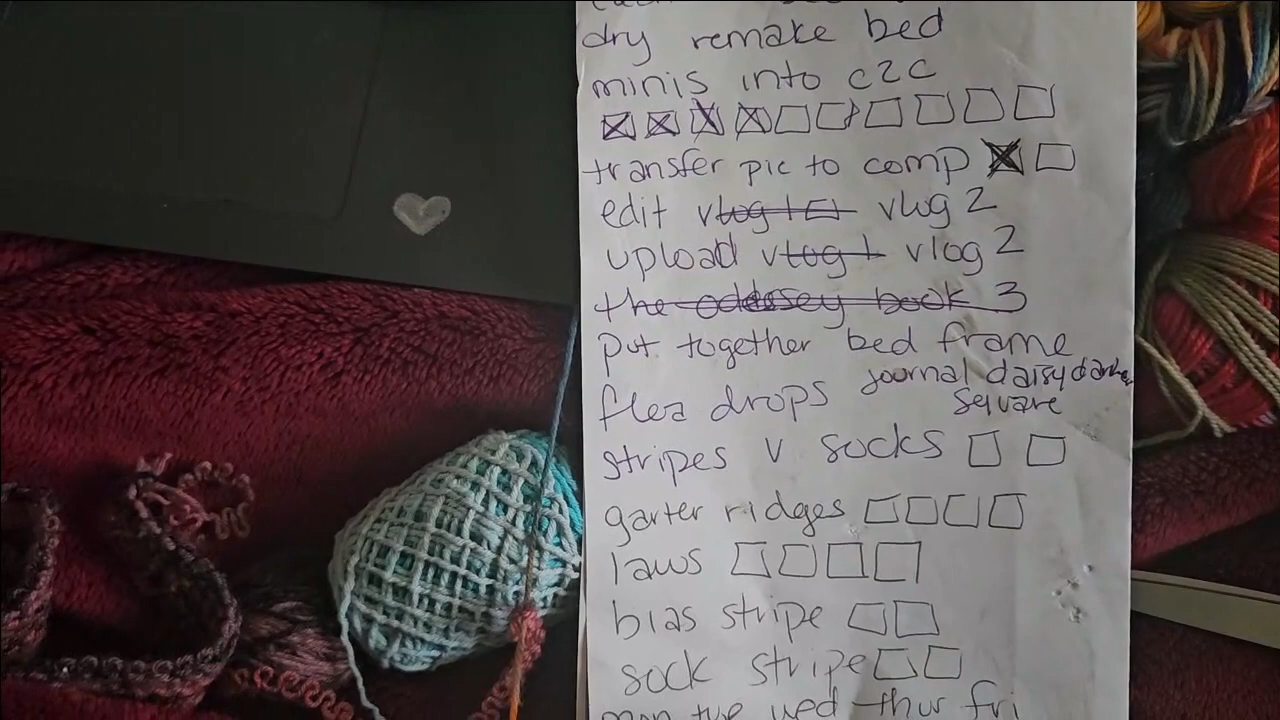 dry remake bed
minis into c2c
transfer pic to comp
edit vlog 1 vlog 2
upload vlog 1 vlog 2
the oddessey book 3
put together bed frame
flea drops journal daisy darker
square
stripes v socks
garter ridges
laws
bias stripe
sock stripe
mon tue wed thur fri